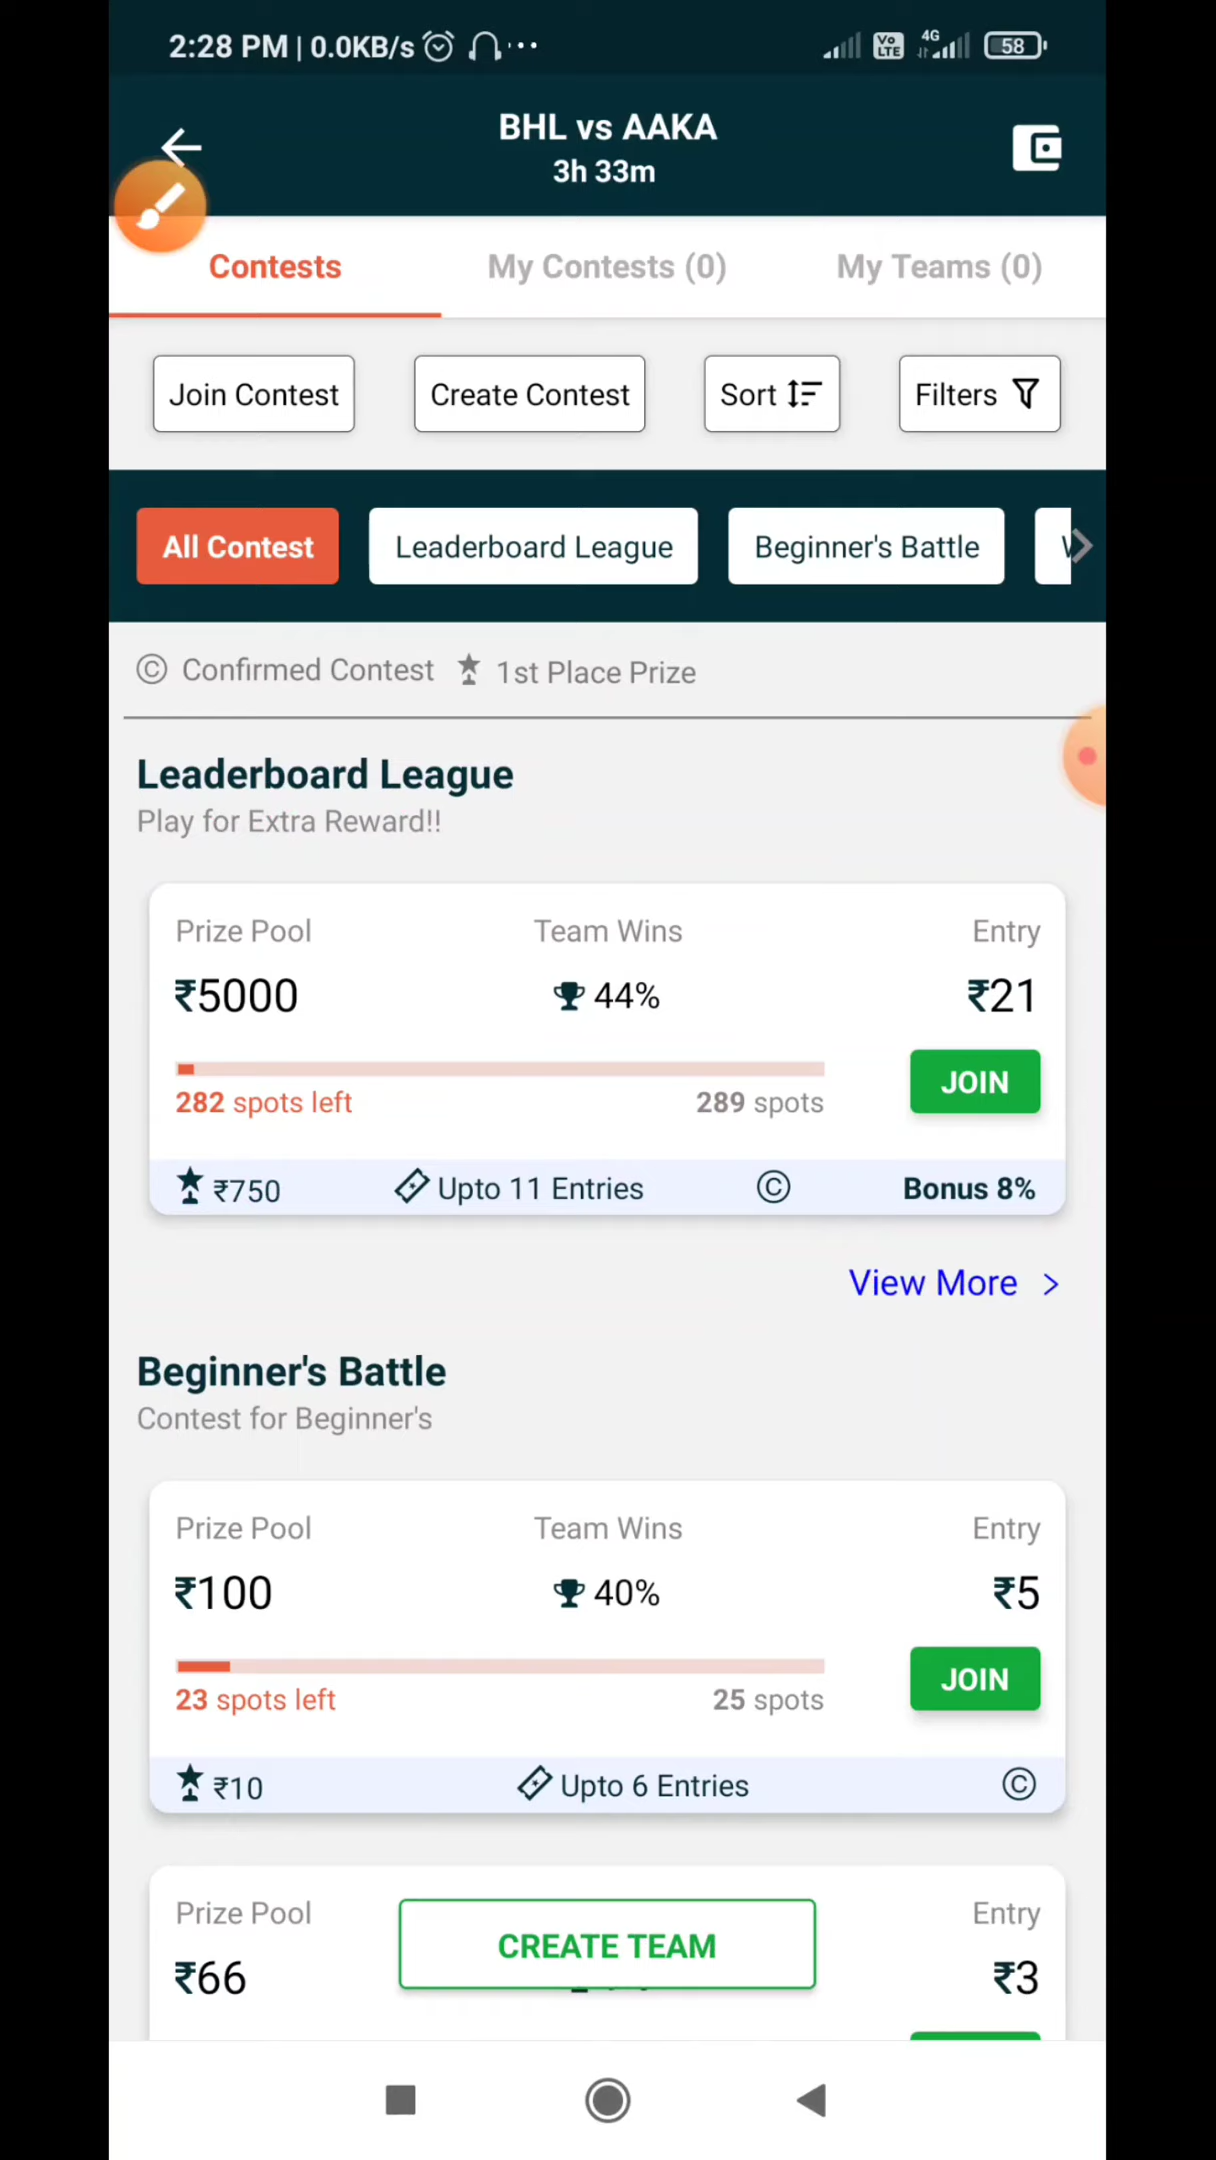 2:28 PM | 0.0KB/s ··· Vo LTE 4G 58
BHL vs AAKA
3h 33m
Contests My Contests (0) My Teams (0)
Join Contest Create Contest Sort Filters
All Contest Leaderboard League Beginner's Battle
© Confirmed Contest 1st Place Prize
Leaderboard League
Play for Extra Reward!!
Prize Pool Team Wins Entry
₹5000 44% ₹21
282 spots left 289 spots JOIN
₹750 Upto 11 Entries © Bonus 8%
View More >
Beginner's Battle
Contest for Beginner's
Prize Pool Team Wins Entry
₹100 40% ₹5
23 spots left 25 spots JOIN
₹10 Upto 6 Entries ©
Prize Pool Entry
CREATE TEAM
₹66 ₹3